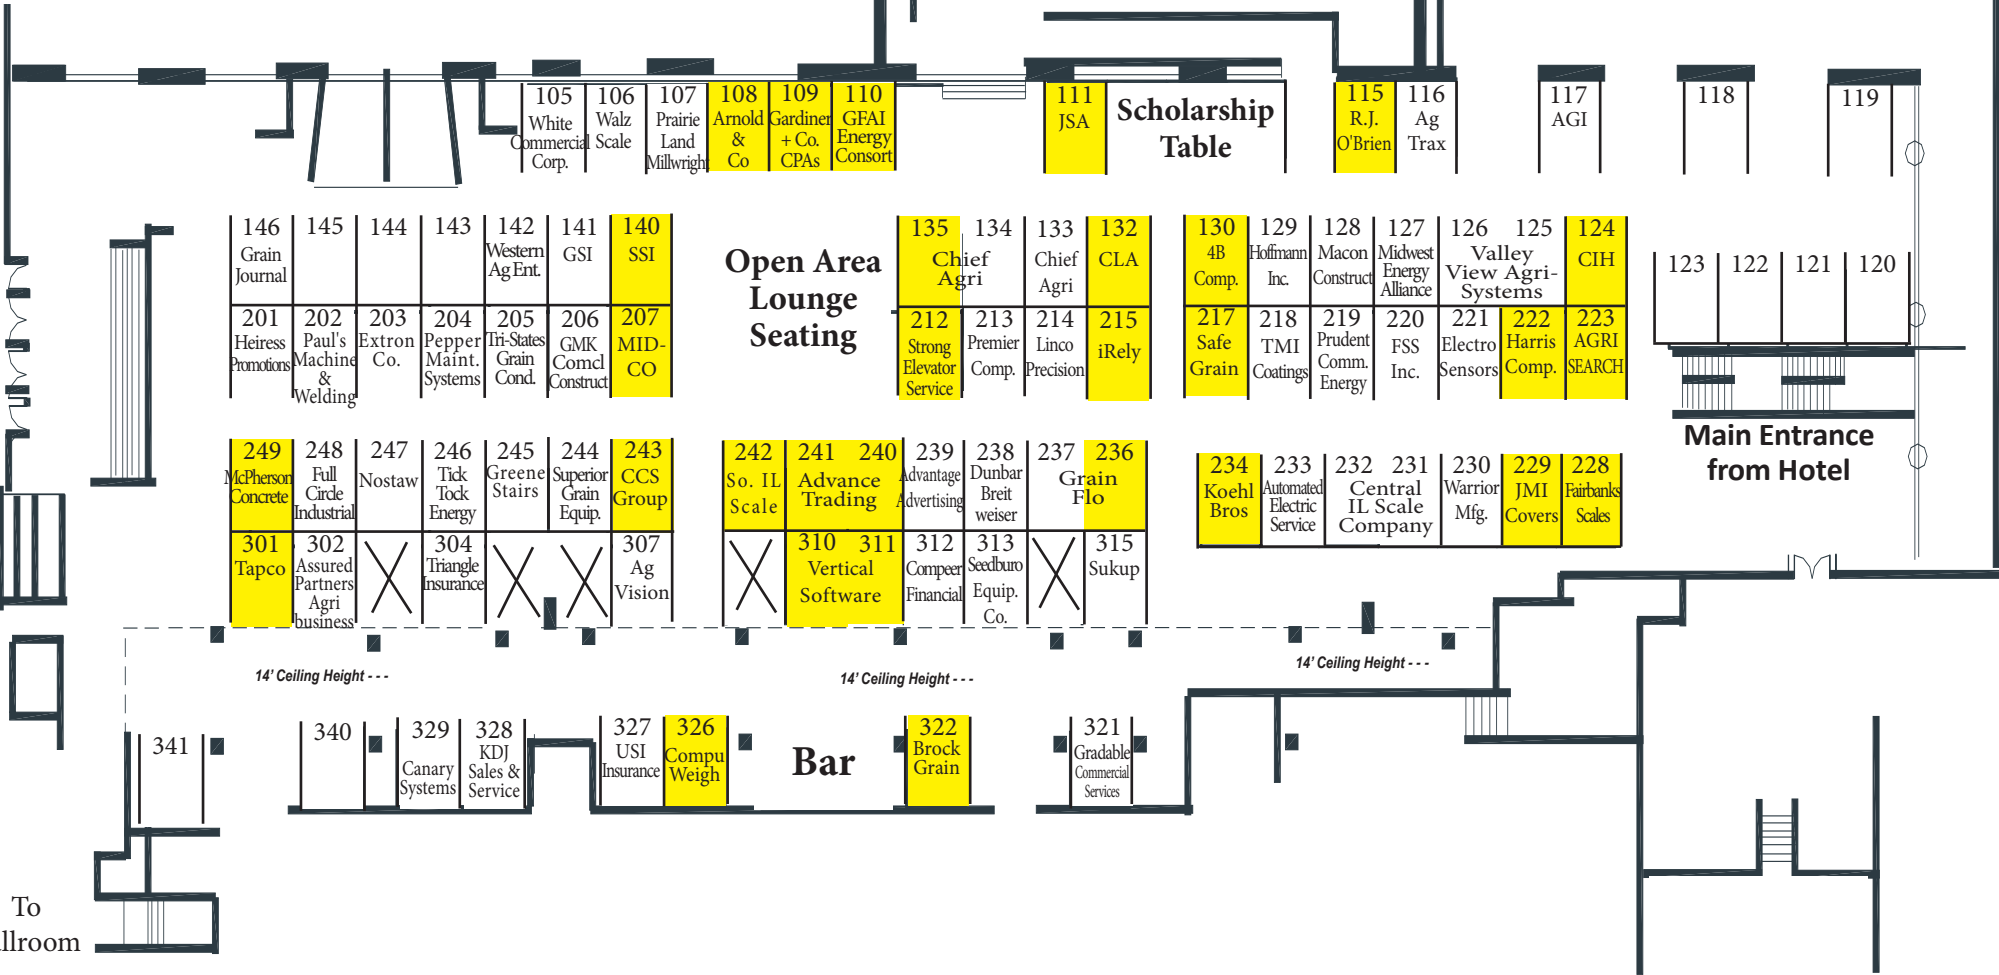 105
White
Commercial
Corp.
106
Walz
Scale
107
Prairie
Land
Millwright
108
Arnold
&
Co
109
Gardiner
+ Co.
CPAs
110
GFAI
Energy
Consort
111
JSA
Scholarship
Table
115
R.J.
O'Brien
116
Ag
Trax
117
AGI
118
119
146
Grain
Journal
145
144
143
142
Western
Ag Ent.
141
GSI
140
SSI
Open Area
Lounge
Seating
135 134
Chief
Agri
133
Chief
Agri
132
CLA
130
4B
Comp.
129
Hoffmann
Inc.
128
Macon
Construct
127
Midwest
Energy
Alliance
126 125
Valley
View Agri-
Systems
124
CIH
123
122
121
120
201
Heiress
Promotions
202
Paul's
Machine
&
Welding
203
Extron
Co.
204
Pepper
Maint.
Systems
205
Tri-States
Grain
Cond.
206
GMK
Comcl
Construct
207
MID-
CO
212
Strong
Elevator
Service
213
Premier
Comp.
214
Linco
Precision
215
iRely
217
Safe
Grain
218
TMI
Coatings
219
Prudent
Comm.
Energy
220
FSS
Inc.
221
Electro
Sensors
222
Harris
Comp.
223
AGRI
SEARCH
Main Entrance
from Hotel
249
McPherson
Concrete
248
Full
Circle
Industrial
247
Nostaw
246
Tick
Tock
Energy
245
Greene
Stairs
244
Superior
Grain
Equip.
243
CCS
Group
242
So. IL
Scale
241 240
Advance
Trading
239
Advantage
Advertising
238
Dunbar
Breit
weiser
237 236
Grain
Flo
234
Koehl
Bros
233
Automated
Electric
Service
232 231
Central
IL Scale
Company
230
Warrior
Mfg.
229
JMI
Covers
228
Fairbanks
Scales
301
Tapco
302
Assured
Partners
Agri
business
304
Triangle
Insurance
307
Ag
Vision
310 311
Vertical
Software
312
Compeer
Financial
313
Seedburo
Equip.
Co.
315
Sukup
14' Ceiling Height - - -
14' Ceiling Height - - -
14' Ceiling Height - - -
341
340
329
Canary
Systems
328
KDJ
Sales &
Service
327
USI
Insurance
326
Compu
Weigh
Bar
322
Brock
Grain
321
Gradable
Commercial
Services
To
llroom